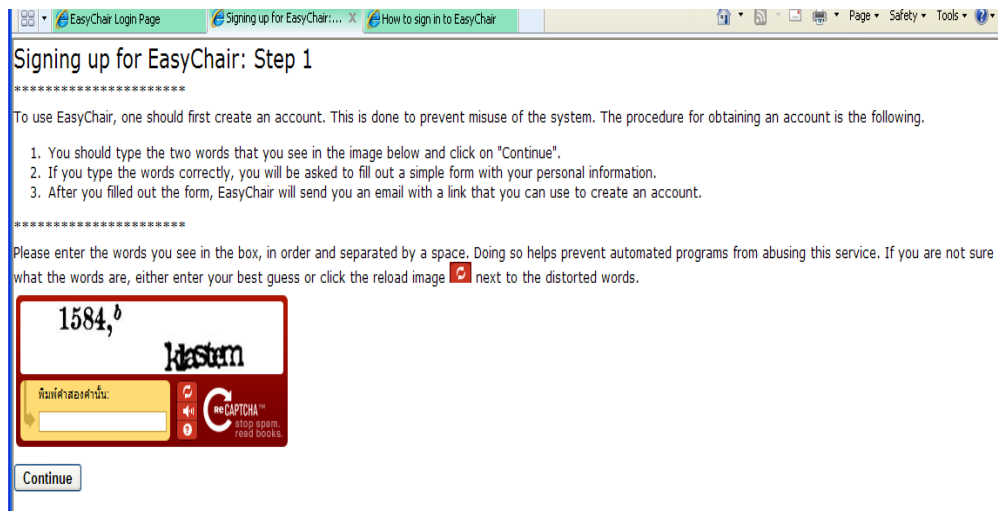 EasyChair Login Page
Signing up for EasyChair:... X
How to sign in to EasyChair
Page Safety Tools
Signing up for EasyChair: Step 1
**********************
To use EasyChair, one should first create an account. This is done to prevent misuse of the system. The procedure for obtaining an account is the following.
1. You should type the two words that you see in the image below and click on "Continue".
2. If you type the words correctly, you will be asked to fill out a simple form with your personal information.
3. After you filled out the form, EasyChair will send you an email with a link that you can use to create an account.
**********************
Please enter the words you see in the box, in order and separated by a space. Doing so helps prevent automated programs from abusing this service. If you are not sure
what the words are, either enter your best guess or click the reload image next to the distorted words.
1584,b
klastem
พิมพ์คำสองคำนั้น:
reCAPTCHA™
stop spam.
read books.
Continue